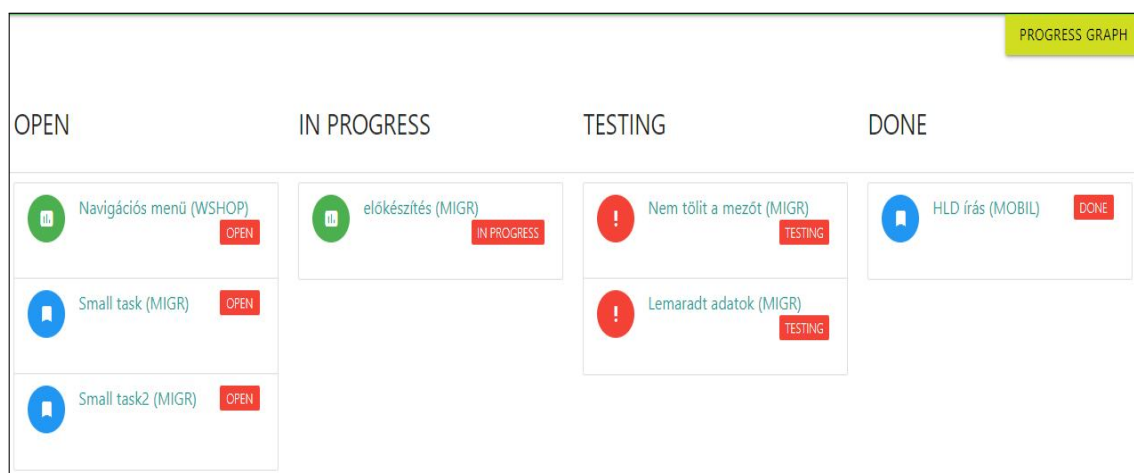 PROGRESS GRAPH
OPEN
IN PROGRESS
TESTING
DONE
Navigációs menü (WSHOP)
OPEN
Small task (MIGR)
OPEN
Small task2 (MIGR)
OPEN
előkészítés (MIGR)
IN PROGRESS
Nem tölit a mezőt (MIGR)
TESTING
Lemaradt adatok (MIGR)
TESTING
HLD írás (MOBIL)
DONE